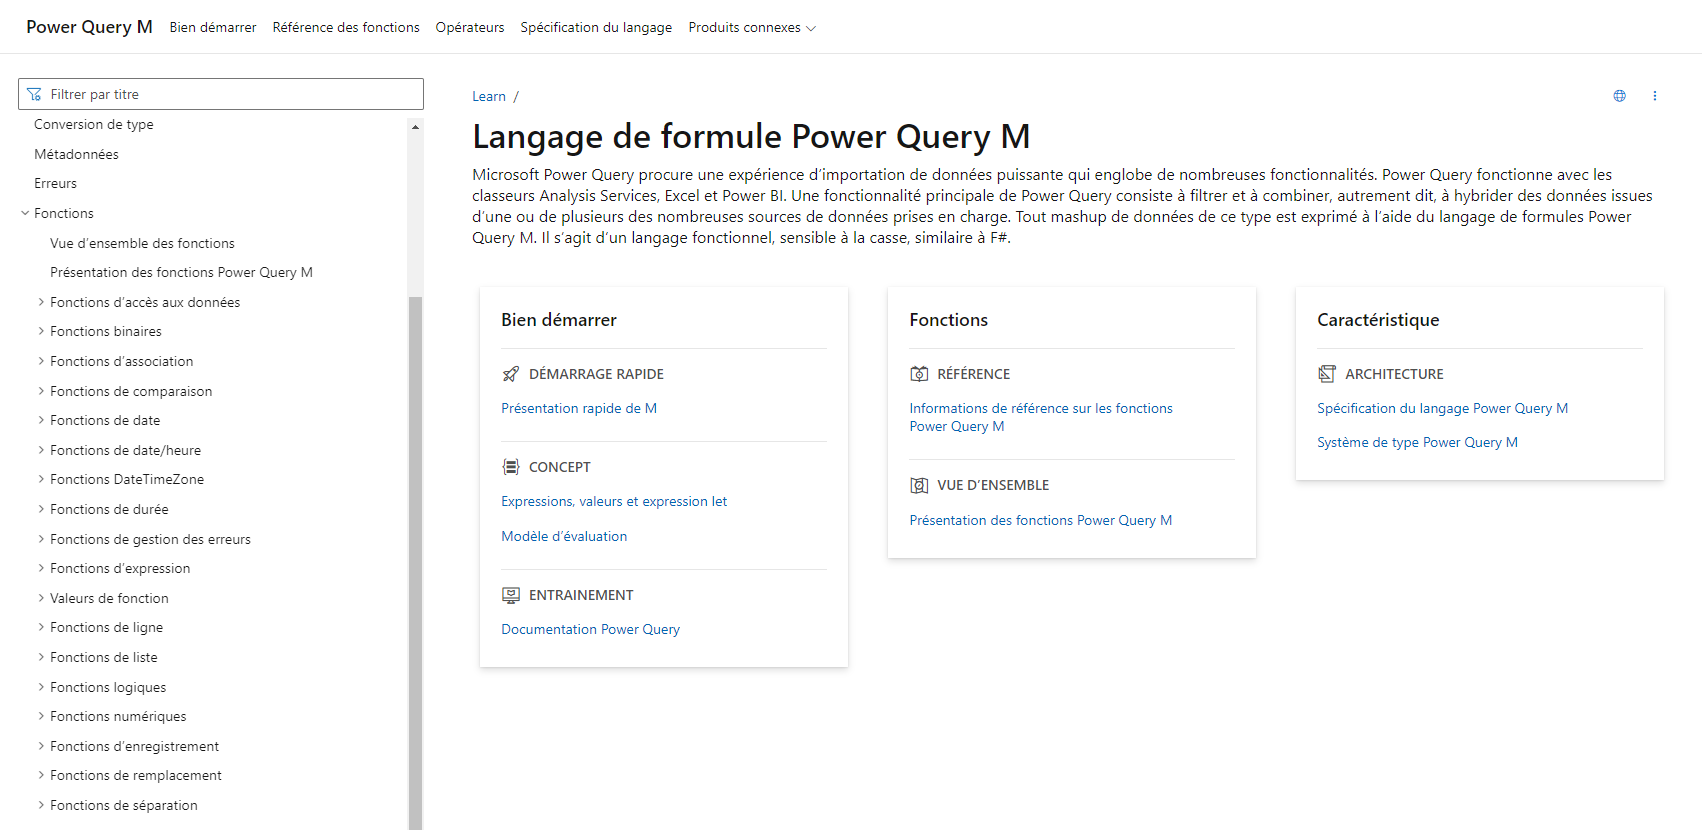 Power Query M
Bien démarrer
Référence des fonctions
Opérateurs
Spécification du langage
Produits connexes
Filtrer par titre
Conversion de type
Métadonnées
Erreurs
Fonctions
Vue d’ensemble des fonctions
Présentation des fonctions Power Query M
Fonctions d’accès aux données
Fonctions binaires
Fonctions d’association
Fonctions de comparaison
Fonctions de date
Fonctions de date/heure
Fonctions DateTimeZone
Fonctions de durée
Fonctions de gestion des erreurs
Fonctions d’expression
Valeurs de fonction
Fonctions de ligne
Fonctions de liste
Fonctions logiques
Fonctions numériques
Fonctions d’enregistrement
Fonctions de remplacement
Fonctions de séparation
Learn /
Langage de formule Power Query M
Microsoft Power Query procure une expérience d’importation de données puissante qui englobe de nombreuses fonctionnalités. Power Query fonctionne avec les
classeurs Analysis Services, Excel et Power BI. Une fonctionnalité principale de Power Query consiste à filtrer et à combiner, autrement dit, à hybrider des données issues
d’une ou de plusieurs des nombreuses sources de données prises en charge. Tout mashup de données de ce type est exprimé à l’aide du langage de formules Power
Query M. Il s’agit d’un langage fonctionnel, sensible à la casse, similaire à F#.
Bien démarrer
DÉMARRAGE RAPIDE
Présentation rapide de M
CONCEPT
Expressions, valeurs et expression let
Modèle d’évaluation
ENTRAINEMENT
Documentation Power Query
Fonctions
RÉFÉRENCE
Informations de référence sur les fonctions
Power Query M
VUE D’ENSEMBLE
Présentation des fonctions Power Query M
Caractéristique
ARCHITECTURE
Spécification du langage Power Query M
Système de type Power Query M